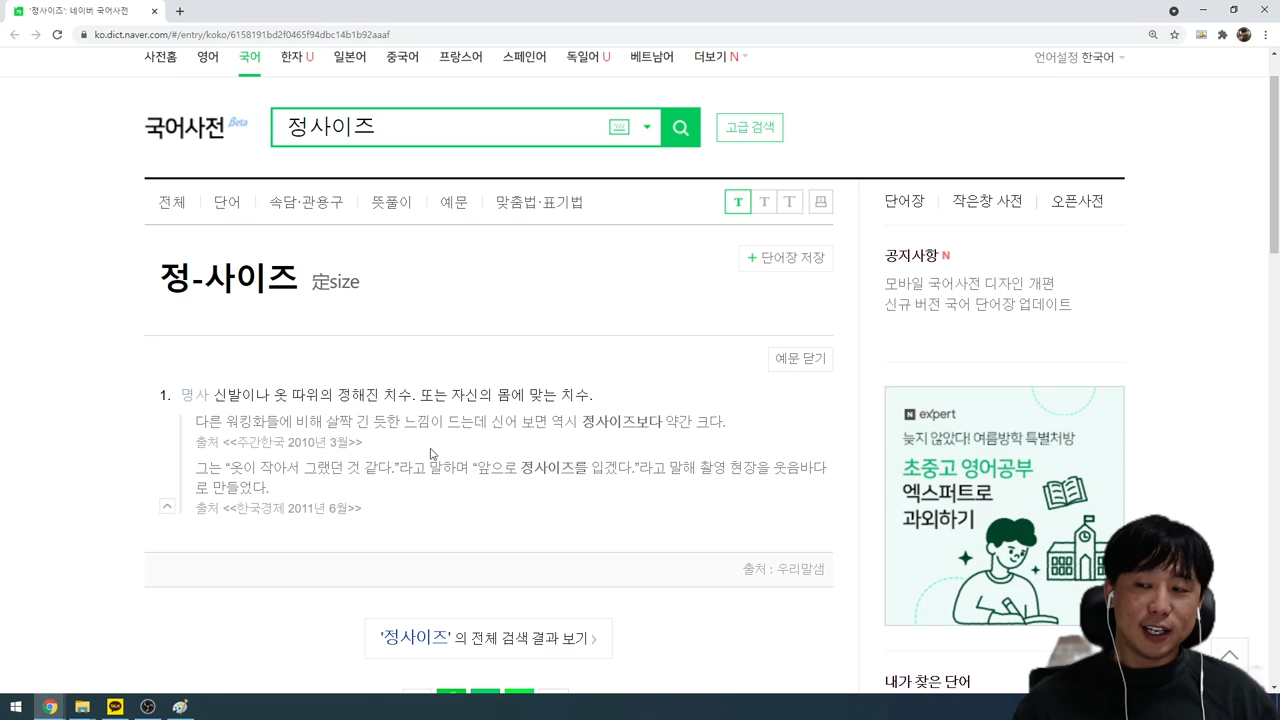 '정사이즈': 네이버 국어사전
ko.dict.naver.com/#/entry/koko/6158191bd2f0465f94dbc14b1b92aaaf
사전홈 영어 국어 한자 U 일본어 중국어 프랑스어 스페인어 독일어 U 베트남어 더보기 N 언어설정 한국어
국어사전 Beta 정사이즈 고급 검색
전체 단어 속담·관용구 뜻풀이 예문 맞춤법·표기법 T T T
단어장 작은창 사전 오픈사전
+ 단어장 저장
정-사이즈 定size
공지사항 N
모바일 국어사전 디자인 개편
신규 버전 국어 단어장 업데이트
예문 닫기
1. 명사 신발이나 옷 따위의 정해진 치수. 또는 자신의 몸에 맞는 치수.
다른 워킹화들에 비해 살짝 긴 듯한 느낌이 드는데 신어 보면 역시 정사이즈보다 약간 크다.
출처 <<주간한국 2010년 3월>>
그는 “옷이 작아서 그랬던 것 같다.”라고 말하며 “앞으로 정사이즈를 입겠다.”라고 말해 촬영 현장을 웃음바다
로 만들었다.
출처 <<한국경제 2011년 6월>>
출처 : 우리말샘
'정사이즈' 의 전체 검색 결과 보기
N expert
늦지 않았다! 여름방학 특별처방
초중고 영어공부
엑스퍼트로
과외하기
내가 찾은 단어
TALK